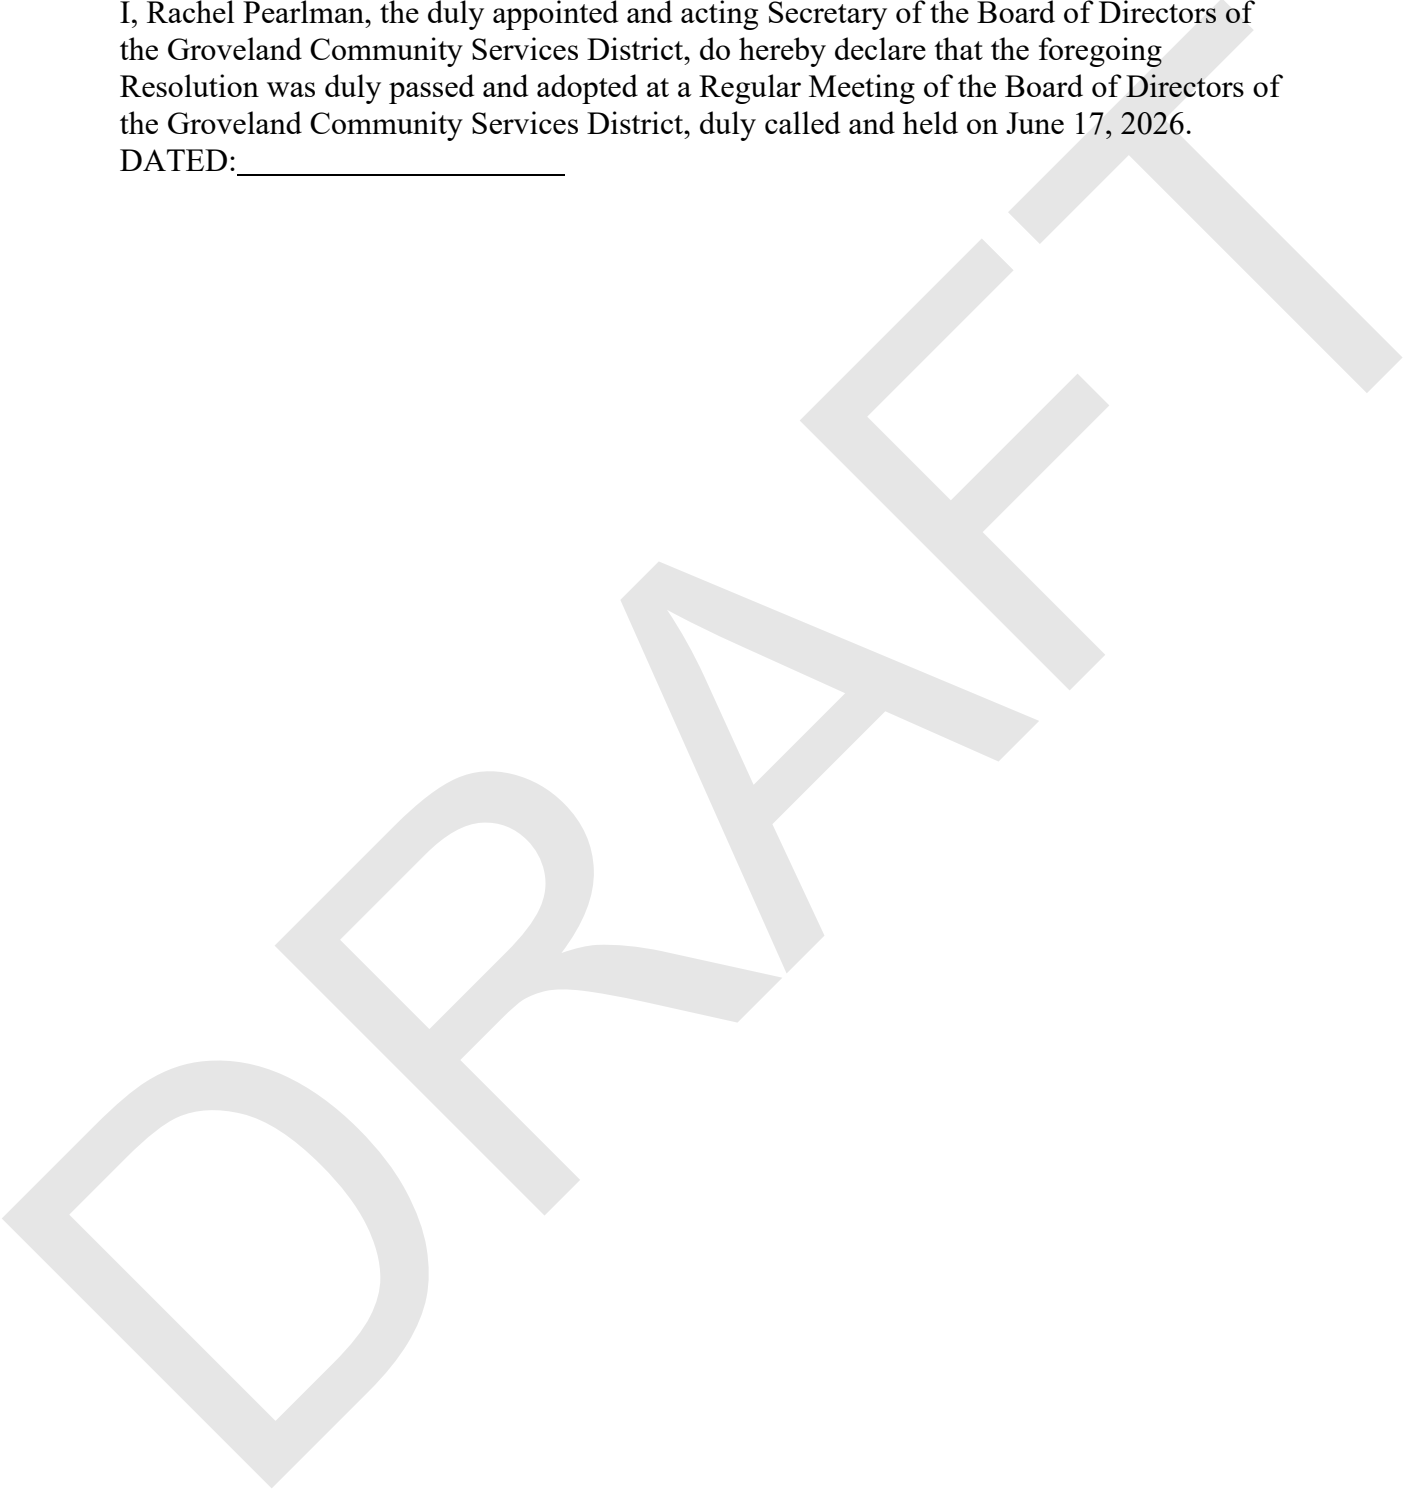 I, Rachel Pearlman, the duly appointed and acting Secretary of the Board of Directors of
the Groveland Community Services District, do hereby declare that the foregoing
Resolution was duly passed and adopted at a Regular Meeting of the Board of Directors of
the Groveland Community Services District, duly called and held on June 17, 2026.
DATED:____________________
DRAFT